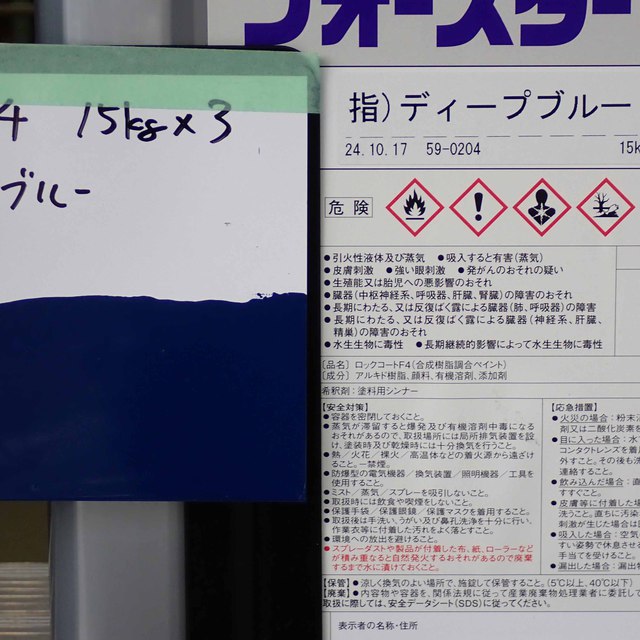 フォースター
4 15kg×3
ブルー
指）ディープブルー
24.10.17 59-0204 15k
危険
●引火性液体及び蒸気 ●吸入すると有害（蒸気）
●皮膚刺激 ●強い眼刺激 ●発がんのおそれの疑い
●生殖能又は胎児への悪影響のおそれ
●臓器（中枢神経系、呼吸器、肝臓、腎臓）の障害のおそれ
●長期にわたる、又は反復ばく露による臓器（肺、呼吸器）の障害
●長期にわたる、又は反復ばく露による臓器（神経系、肝臓、
精巣）の障害のおそれ
●水生生物に毒性 ●長期継続的影響によって水生生物に毒性
［品名］ロックコートF4（合成樹脂調合ペイント）
［成分］アルキド樹脂、顔料、有機溶剤、添加剤
希釈剤：塗料用シンナー
【安全対策】
●容器を密閉しておくこと。
●蒸気が滞留すると爆発及び有機溶剤中毒になる
おそれがあるので、取扱場所には局所排気装置を設
け、塗装時及び乾燥時には十分換気を行うこと。
●熱／火花／裸火／高温体などの着火源から遠ざけ
ること。一禁煙。
●防爆型の電気機器／換気装置／照明機器／工具を
使用すること。
●ミスト／蒸気／スプレーを吸引しないこと。
●取扱時には飲食や喫煙をしないこと。
●保護手袋／保護眼鏡／保護マスクを着用すること。
●取扱後は手洗い、うがい及び鼻孔洗浄を十分に行い、
作業衣等に付着した汚れをよく落とすこと。
●環境への放出を避けること。
●スプレーダストや製品が付着した布、紙、ローラーなど
が積み重なると自然発火するおそれがあるので廃棄
するまで水に漬けておくこと。
【応急措置】
●火災の場合：粉末消
剤又は二酸化炭素を
●目に入った場合：水
コンタクトレンズを着用
外すこと。その後も洗
連絡すること。
●飲み込んだ場合：直
すすぐこと。
●皮膚等に付着した場
洗うこと。直ちに汚染
刺激が生じた場合は
●吸入した場合：空気
すい姿勢で休息させる
手当てを受けること。
●漏出した場合：
【保管】●涼しく換気のよい場所で、施錠して保管すること。（5℃以上、40℃以下）
【廃棄】●内容物や容器を、関係法規に従って産業廃棄物処理業者に委託して
取扱に際しては、安全データシート（SDS）に従ってください。
表示者の名称・住所